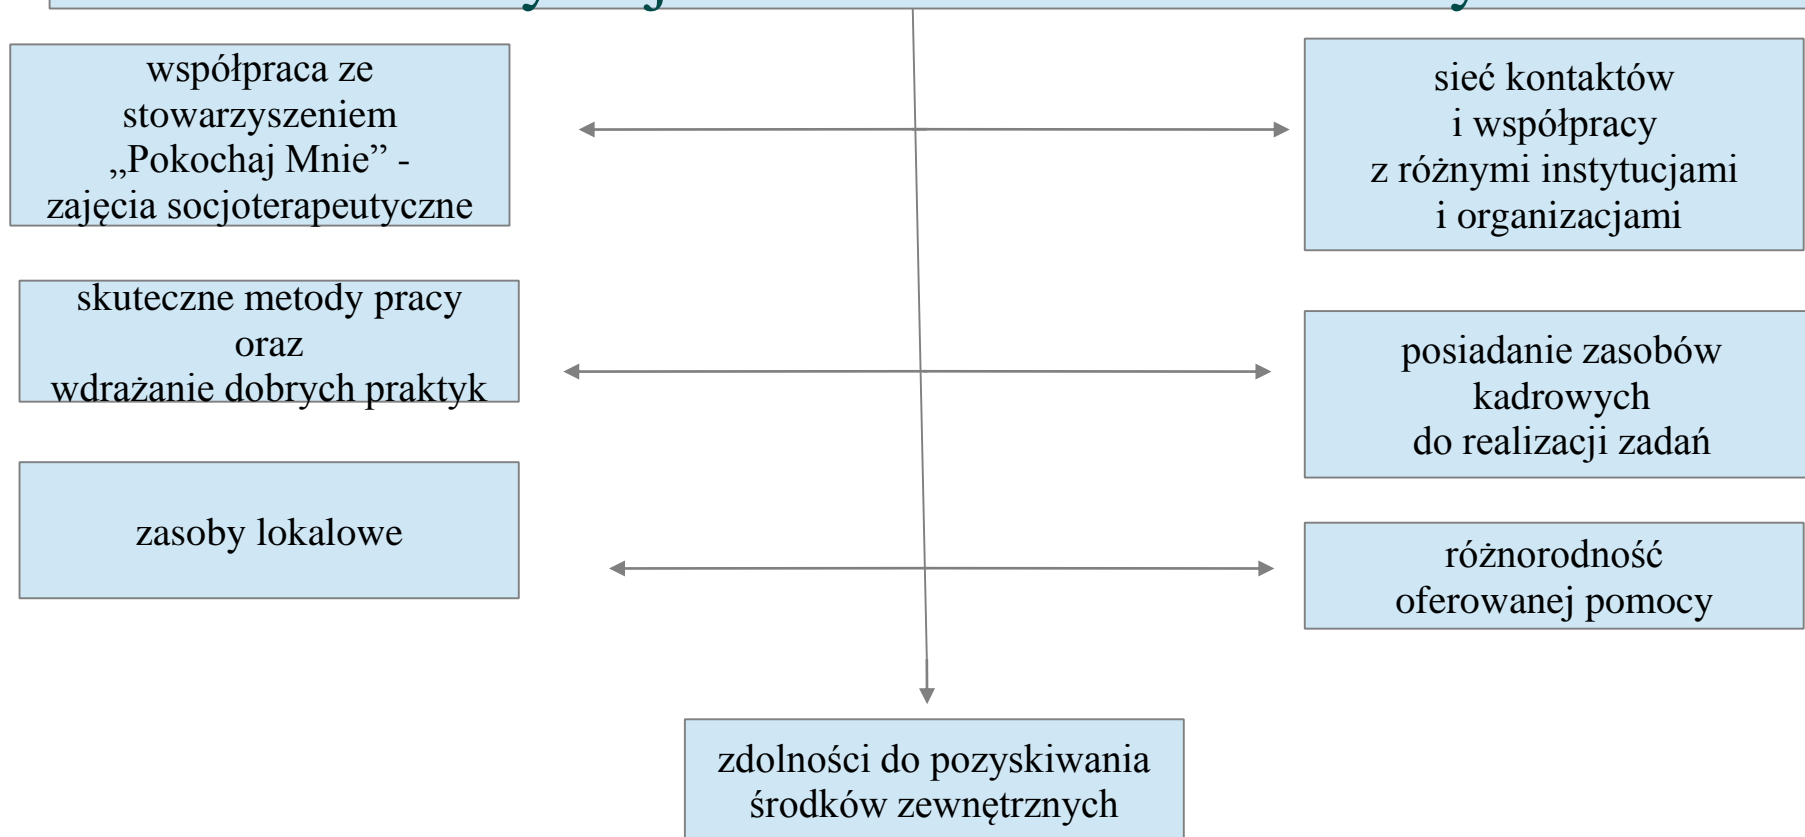 współpraca ze
stowarzyszeniem
„Pokochaj Mnie” -
zajęcia socjoterapeutyczne
sieć kontaktów
i współpracy
z różnymi instytucjami
i organizacjami
skuteczne metody pracy
oraz
wdrażanie dobrych praktyk
posiadanie zasobów
kadrowych
do realizacji zadań
zasoby lokalowe
różnorodność
oferowanej pomocy
zdolności do pozyskiwania
środków zewnętrznych